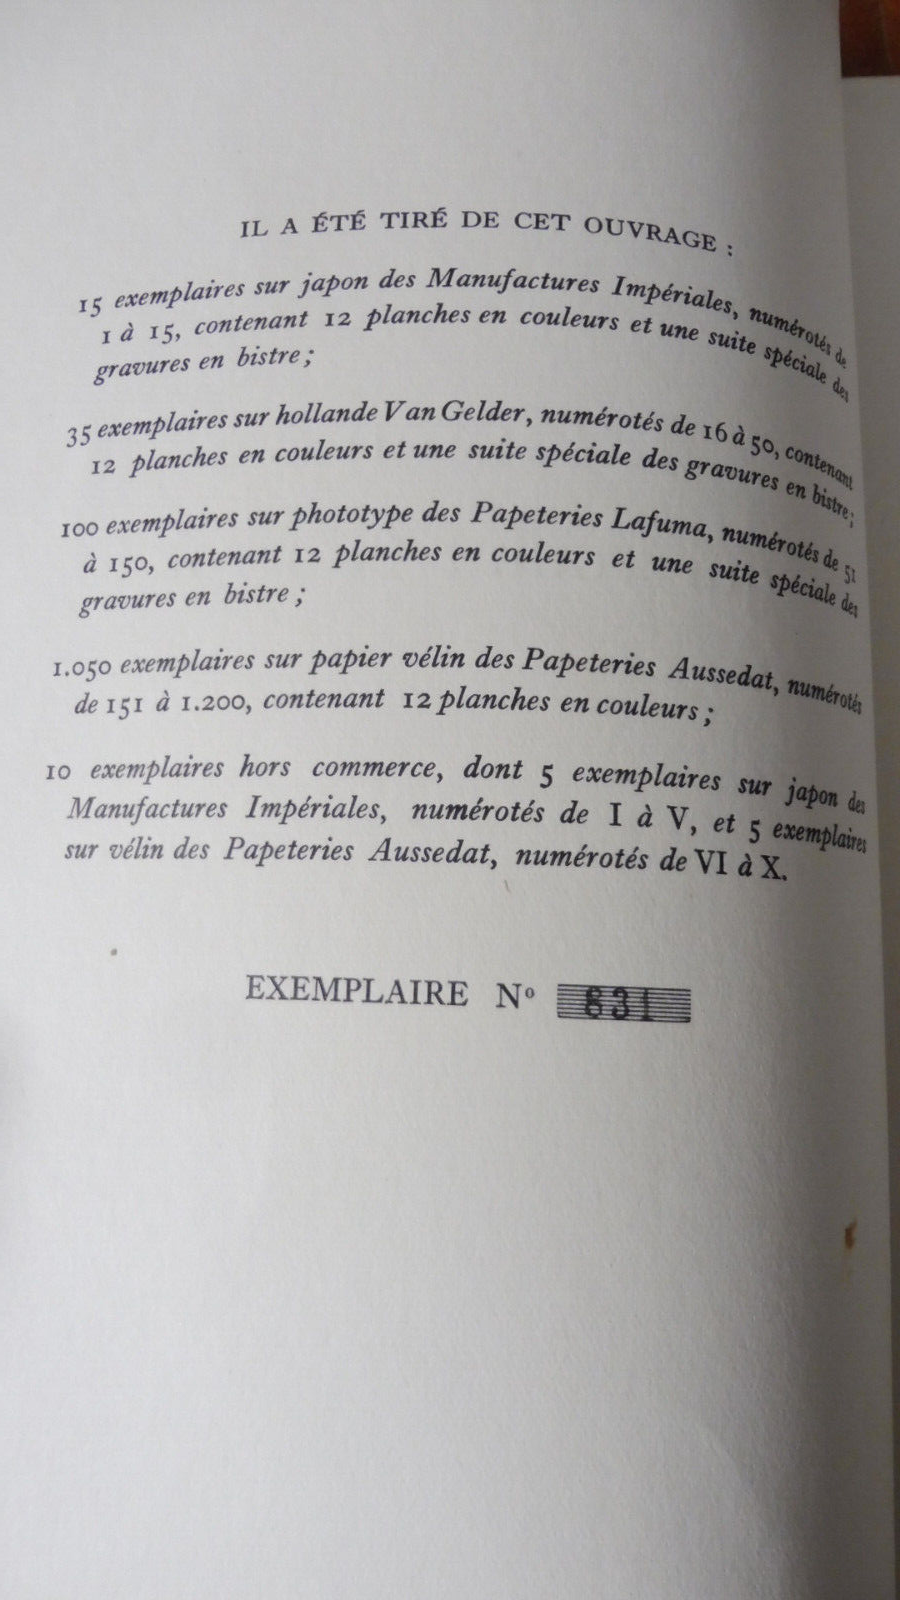 IL A ÉTÉ TIRÉ DE CET OUVRAGE :
15 exemplaires sur japon des Manufactures Impériales, numérotés de
1 à 15, contenant 12 planches en couleurs et une suite spéciale des
gravures en bistre ;
35 exemplaires sur hollande Van Gelder, numérotés de 16 à 50, contenant
12 planches en couleurs et une suite spéciale des gravures en bistre ;
100 exemplaires sur phototype des Papeteries Lafuma, numérotés de 51
à 150, contenant 12 planches en couleurs et une suite spéciale des
gravures en bistre ;
1.050 exemplaires sur papier vélin des Papeteries Aussedat, numérotés
de 151 à 1.200, contenant 12 planches en couleurs ;
10 exemplaires hors commerce, dont 5 exemplaires sur japon des
Manufactures Impériales, numérotés de I à V, et 5 exemplaires
sur vélin des Papeteries Aussedat, numérotés de VI à X.
EXEMPLAIRE Nº 831